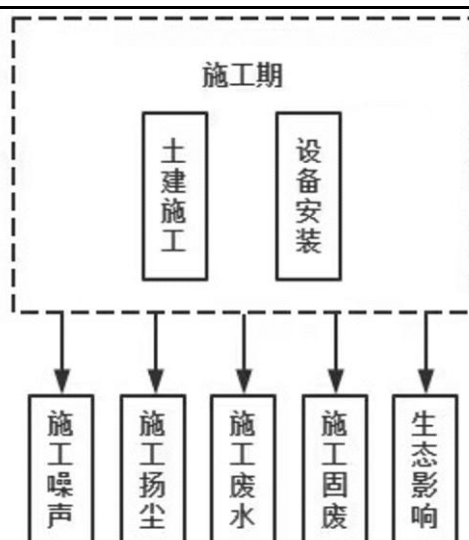 施工期
土建施工
设备安装
施工噪声
施工扬尘
施工废水
施工固废
生态影响